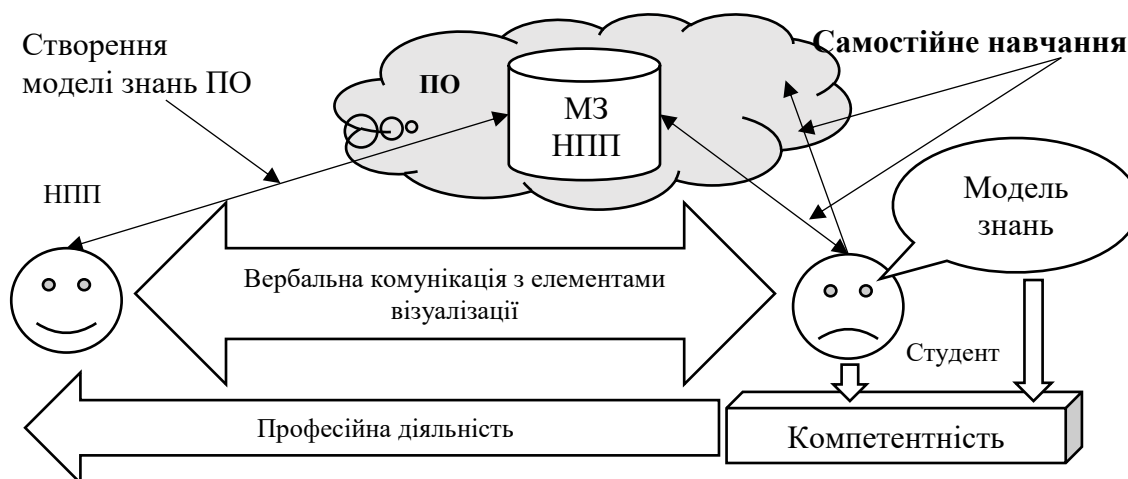 Створення
моделі знань ПО
Самостійне навчання
ПО
МЗ
НПП
НПП
Модель
знань
Вербальна комунікація з елементами
візуалізації
Студент
Професійна діяльність
Компетентність